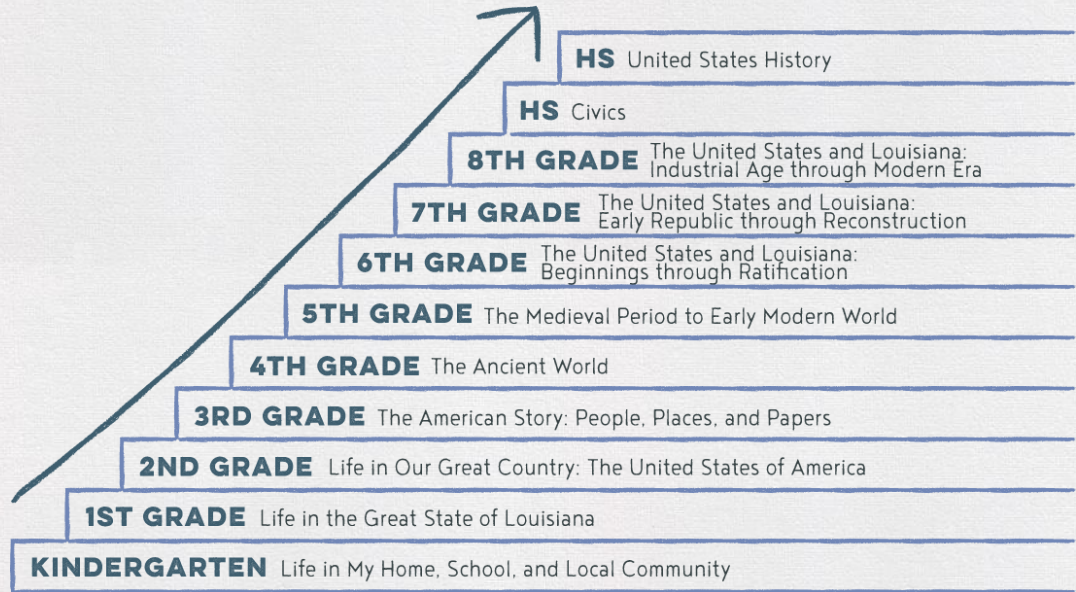 HS United States History
HS Civics
8TH GRADE The United States and Louisiana:
Industrial Age through Modern Era
7TH GRADE The United States and Louisiana:
Early Republic through Reconstruction
6TH GRADE The United States and Louisiana:
Beginnings through Ratification
5TH GRADE The Medieval Period to Early Modern World
4TH GRADE The Ancient World
3RD GRADE The American Story: People, Places, and Papers
2ND GRADE Life in Our Great Country: The United States of America
1ST GRADE Life in the Great State of Louisiana
KINDERGARTEN Life in My Home, School, and Local Community